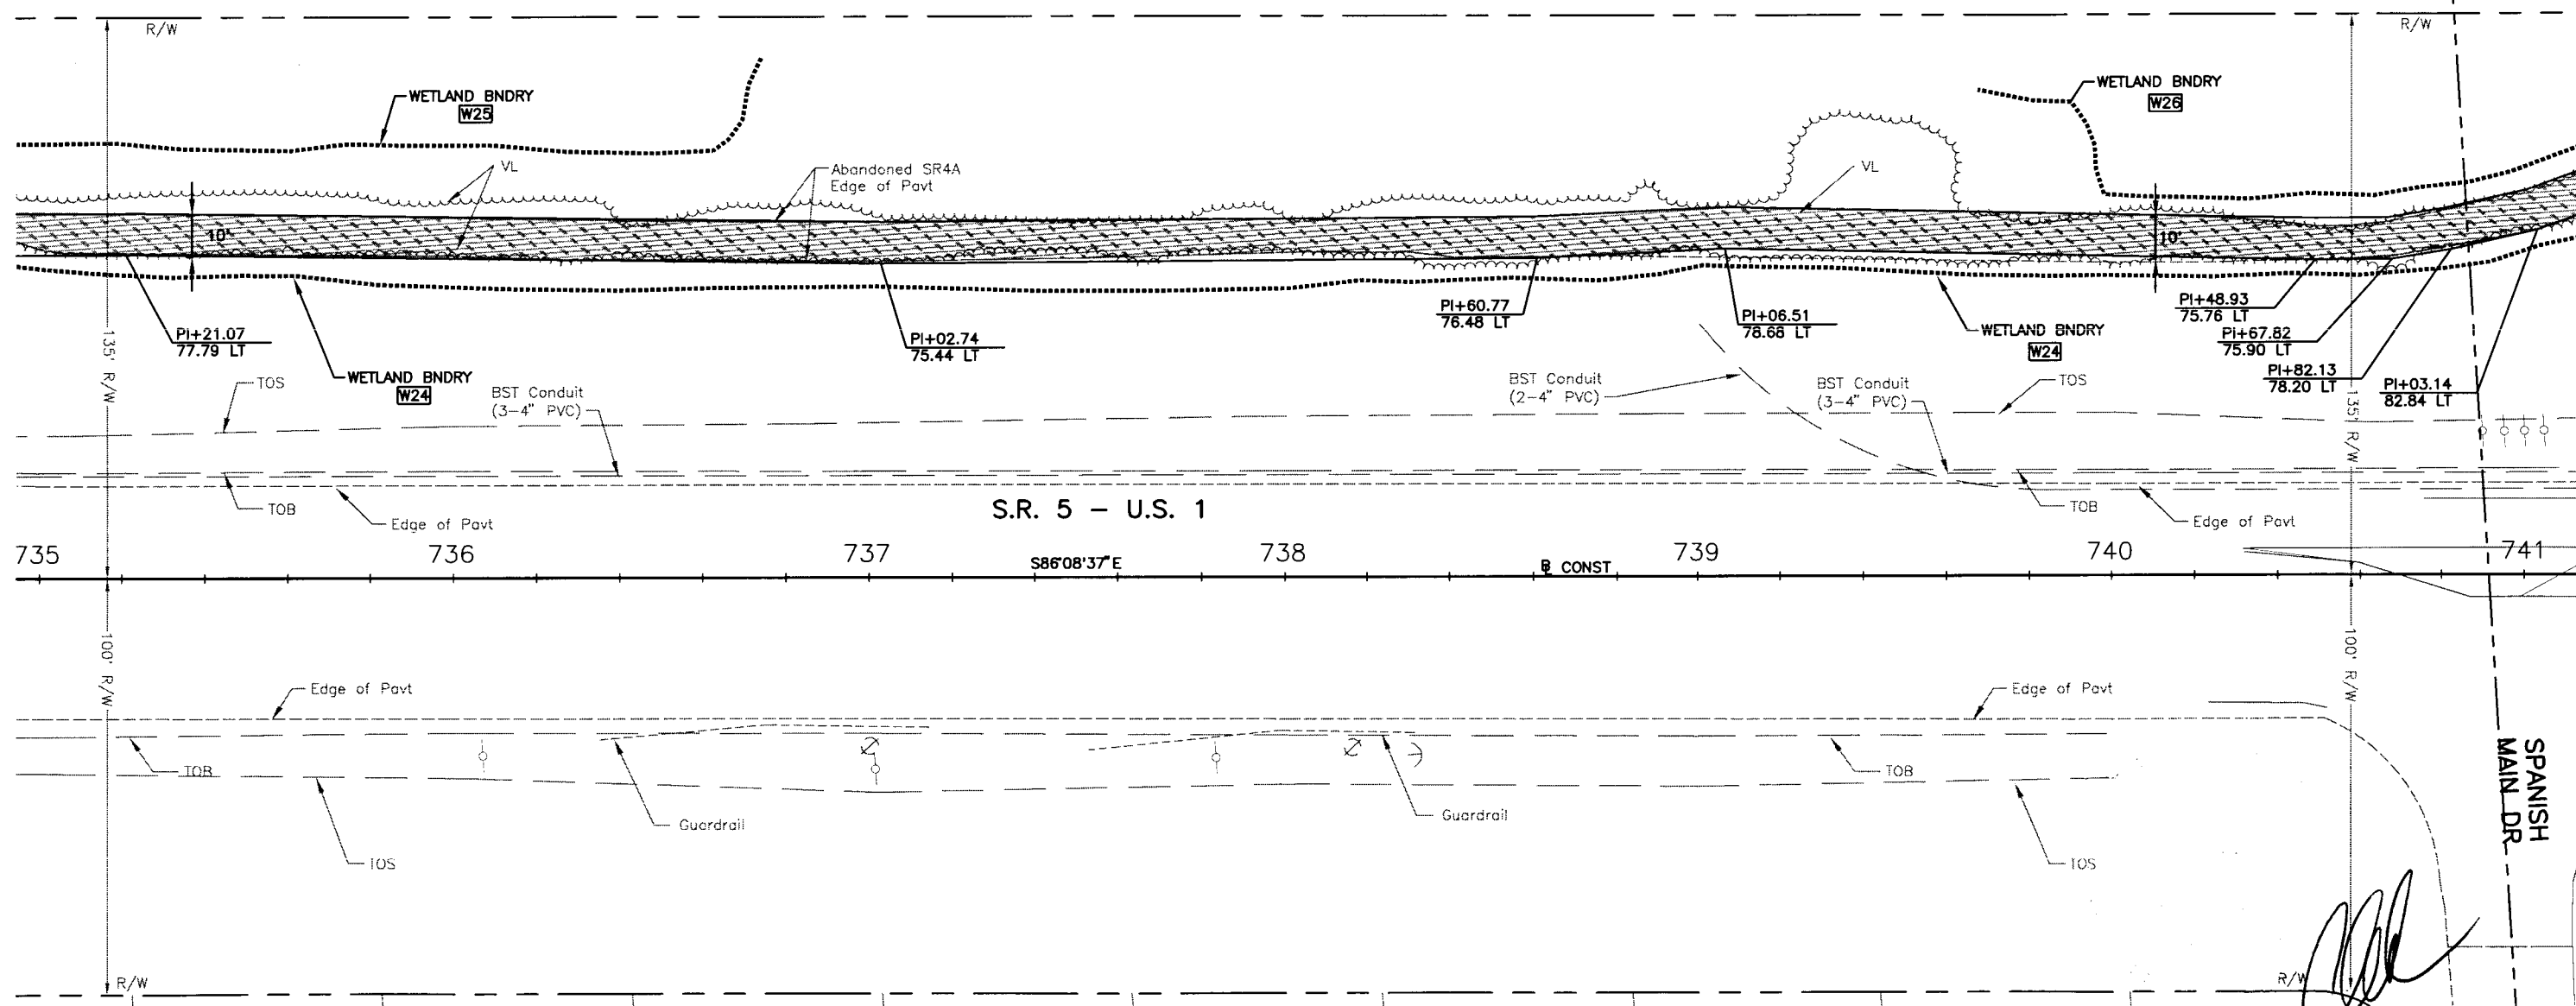 R/W
R/W
WETLAND BNDRY
W25
WETLAND BNDRY
W26
VL
Abandoned SR4A
Edge of Pavt
VL
10'
10'
PI+21.07
77.79 LT
PI+02.74
75.44 LT
PI+60.77
76.48 LT
PI+06.51
78.68 LT
PI+48.93
75.76 LT
PI+67.82
75.90 LT
PI+82.13
78.20 LT
PI+03.14
82.84 LT
WETLAND BNDRY
W24
WETLAND BNDRY
W24
135' R/W
135' R/W
TOS
BST Conduit
(3-4" PVC)
BST Conduit
(2-4" PVC)
BST Conduit
(3-4" PVC)
TOS
TOB
Edge of Pavt
S.R. 5 - U.S. 1
TOB
Edge of Pavt
735 736 737 738 739 740 741
S86°08'37"E
B CONST
100' R/W
100' R/W
Edge of Pavt
Edge of Pavt
TOB
TOS
Guardrail
Guardrail
TOB
TOS
SPANISH
MAIN DR
R/W
R/W